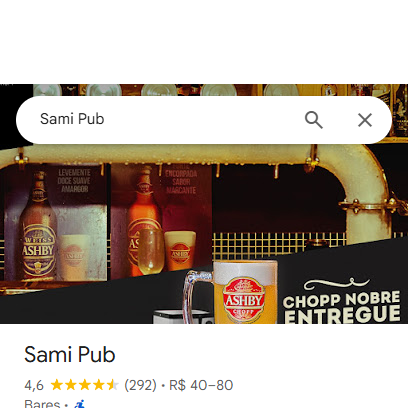 Sami Pub
LEVEMENTE
DOCE SUAVE
AMARGOR
ENCORPADA
SABOR
MARCANTE
WEISS
ASHBY
ASHBY
ASHBY
CHOPP
CHOPP NOBRE
ENTREGUE
Sami Pub
4,6 (292) · R$ 40–80
Bares ·